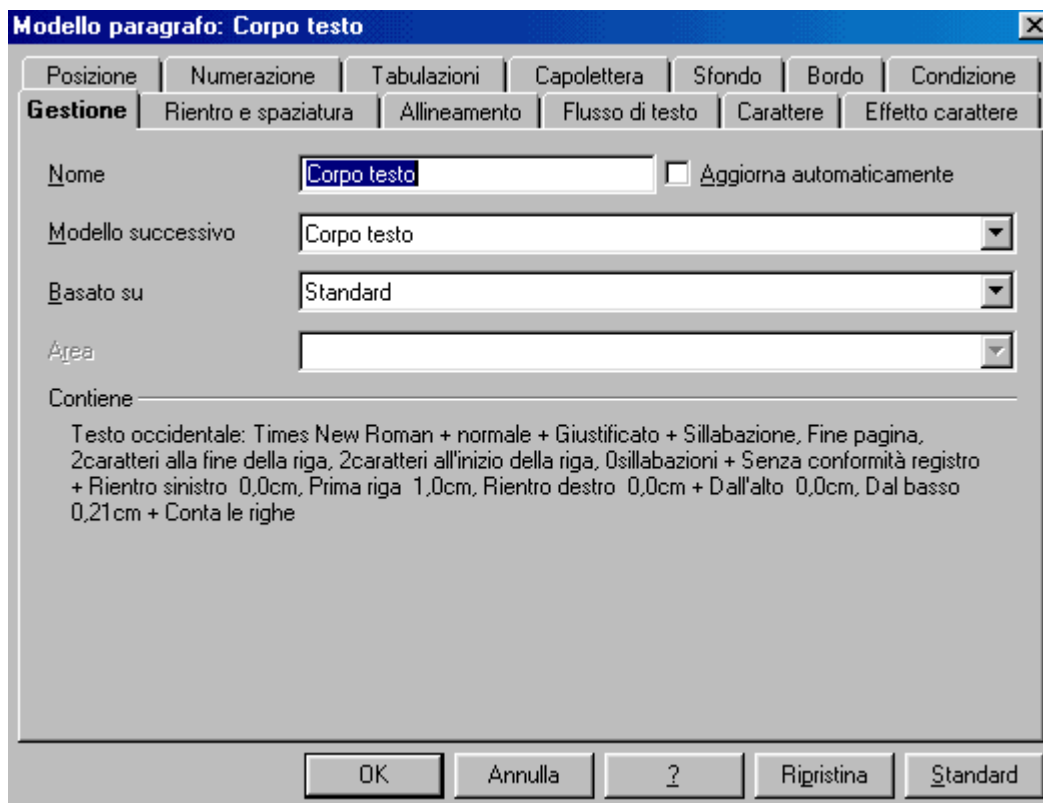 Modello paragrafo: Corpo testo
Posizione Numerazione Tabulazioni Capolettera Sfondo Bordo Condizione
Gestione Rientro e spaziatura Allineamento Flusso di testo Carattere Effetto carattere
Nome Corpo testo Aggiorna automaticamente
Modello successivo Corpo testo
Basato su Standard
Area
Contiene
Testo occidentale: Times New Roman + normale + Giustificato + Sillabazione, Fine pagina,
2caratteri alla fine della riga, 2caratteri all'inizio della riga, 0sillabazioni + Senza conformità registro
+ Rientro sinistro 0,0cm, Prima riga 1,0cm, Rientro destro 0,0cm + Dall'alto 0,0cm, Dal basso
0,21cm + Conta le righe
OK Annulla ? Ripristina Standard